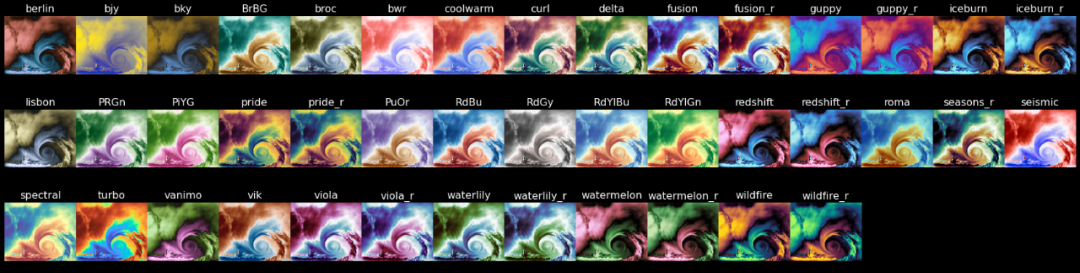 berlin bjy bky BrBG broc bwr coolwarm curl delta fusion fusion_r guppy guppy_r iceburn iceburn_r
lisbon PRGn PiYG pride pride_r PuOr RdBu RdGy RdYlBu RdYlGn redshift redshift_r roma seasons_r seismic
spectral turbo vanimo vik viola viola_r waterlily waterlily_r watermelon watermelon_r wildfire wildfire_r